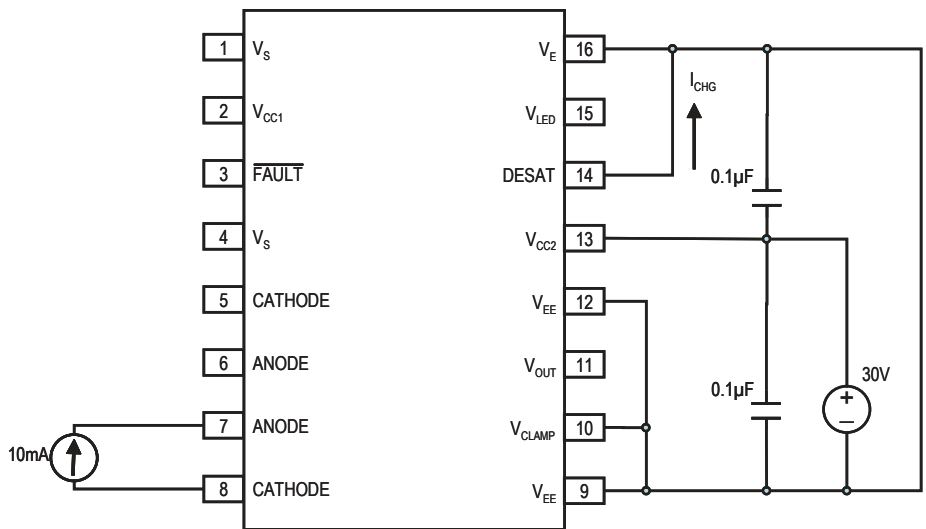 1 V_S
2 V_CC1
3 FAULT
4 V_S
5 CATHODE
6 ANODE
7 ANODE
8 CATHODE
10mA
V_E 16
V_LED 15
DESAT 14
V_CC2 13
V_EE 12
V_OUT 11
V_CLAMP 10
V_EE 9
I_CHG
0.1µF
0.1µF
30V
+
–